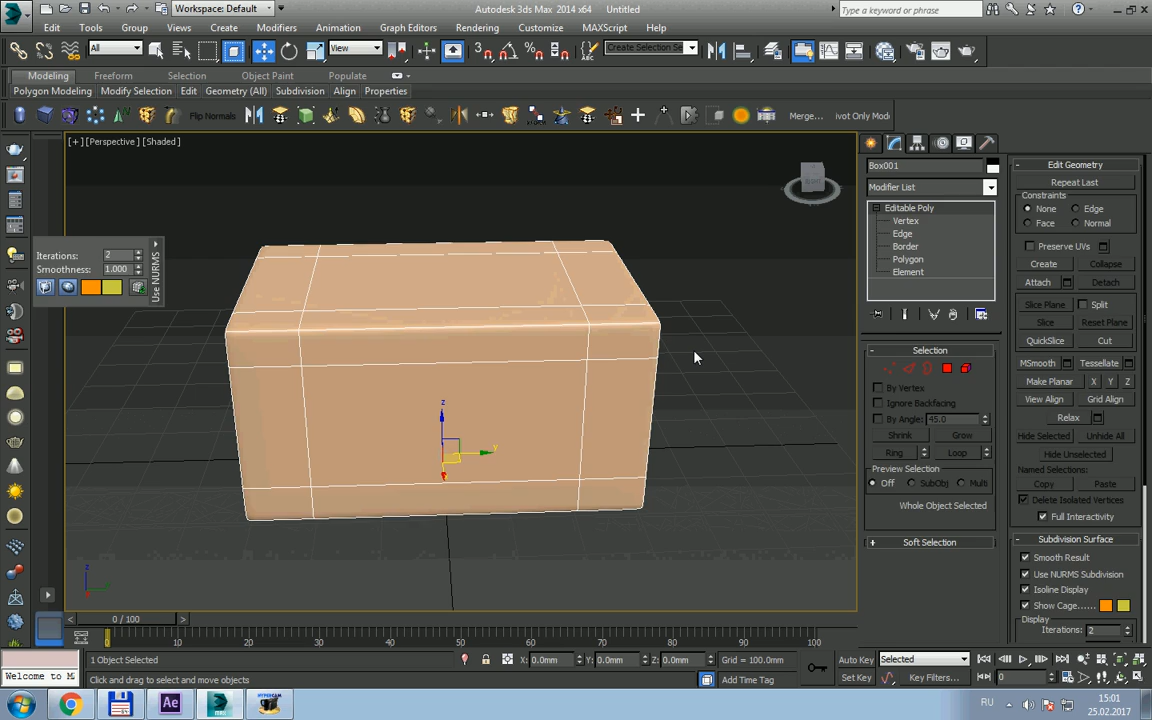 Workspace: Default
Autodesk 3ds Max 2014 x64 Untitled
Type a keyword or phrase
Edit Tools Group Views Create Modifiers Animation Graph Editors Rendering Customize MAXScript Help
All View Create Selection Se
Modeling Freeform Selection Object Paint Populate
Polygon Modeling Modify Selection Edit Geometry (All) Subdivision Align Properties
Flip Normals Merge... ivot Only Mod
[+] [Perspective] [Shaded]
Box001
Modifier List
Editable Poly
Vertex
Edge
Border
Polygon
Element
Iterations: 2
Smoothness: 1.000
Use NURMS
z
y
z
Selection
By Vertex
Ignore Backfacing
By Angle: 45.0
Shrink Grow
Ring Loop
Preview Selection
Off SubObj Multi
Whole Object Selected
Soft Selection
Edit Geometry
Repeat Last
Constraints
None Edge
Face Normal
Preserve UVs
Create Collapse
Attach Detach
Slice Plane Split
Slice Reset Plane
QuickSlice Cut
MSmooth Tessellate
Make Planar X Y Z
View Align Grid Align
Relax
Hide Selected Unhide All
Hide Unselected
Named Selections:
Copy Paste
Delete Isolated Vertices
Full Interactivity
Subdivision Surface
Smooth Result
Use NURMS Subdivision
Isoline Display
Show Cage......
Display
Iterations: 2
0 / 100
0 10 20 30 40 50 60 70 80 90 100
1 Object Selected X: 0.0mm Y: 0.0mm Z: 0.0mm Grid = 100.0mm Auto Key Selected
Welcome to M Click and drag to select and move objects Add Time Tag Set Key Key Filters... 0
RU 15:01
25.02.2017